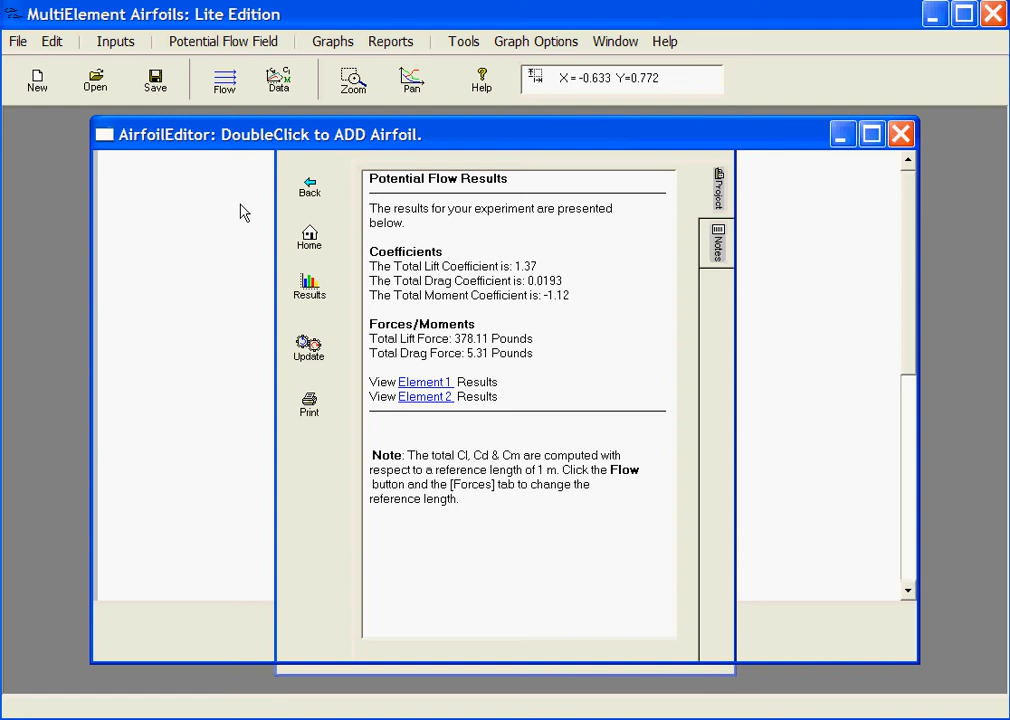 MultiElement Airfoils: Lite Edition
File Edit Inputs Potential Flow Field Graphs Reports Tools Graph Options Window Help
New Open Save Flow Data Zoom Pan Help X = -0.633 Y=0.772
AirfoilEditor: DoubleClick to ADD Airfoil.
Back
Home
Results
Update
Print
Potential Flow Results
The results for your experiment are presented
below.
Coefficients
The Total Lift Coefficient is: 1.37
The Total Drag Coefficient is: 0.0193
The Total Moment Coefficient is: -1.12
Forces/Moments
Total Lift Force: 378.11 Pounds
Total Drag Force: 5.31 Pounds
View Element 1 Results
View Element 2 Results
Note: The total Cl, Cd & Cm are computed with
respect to a reference length of 1 m. Click the Flow
button and the [Forces] tab to change the
reference length.
Project
Notes